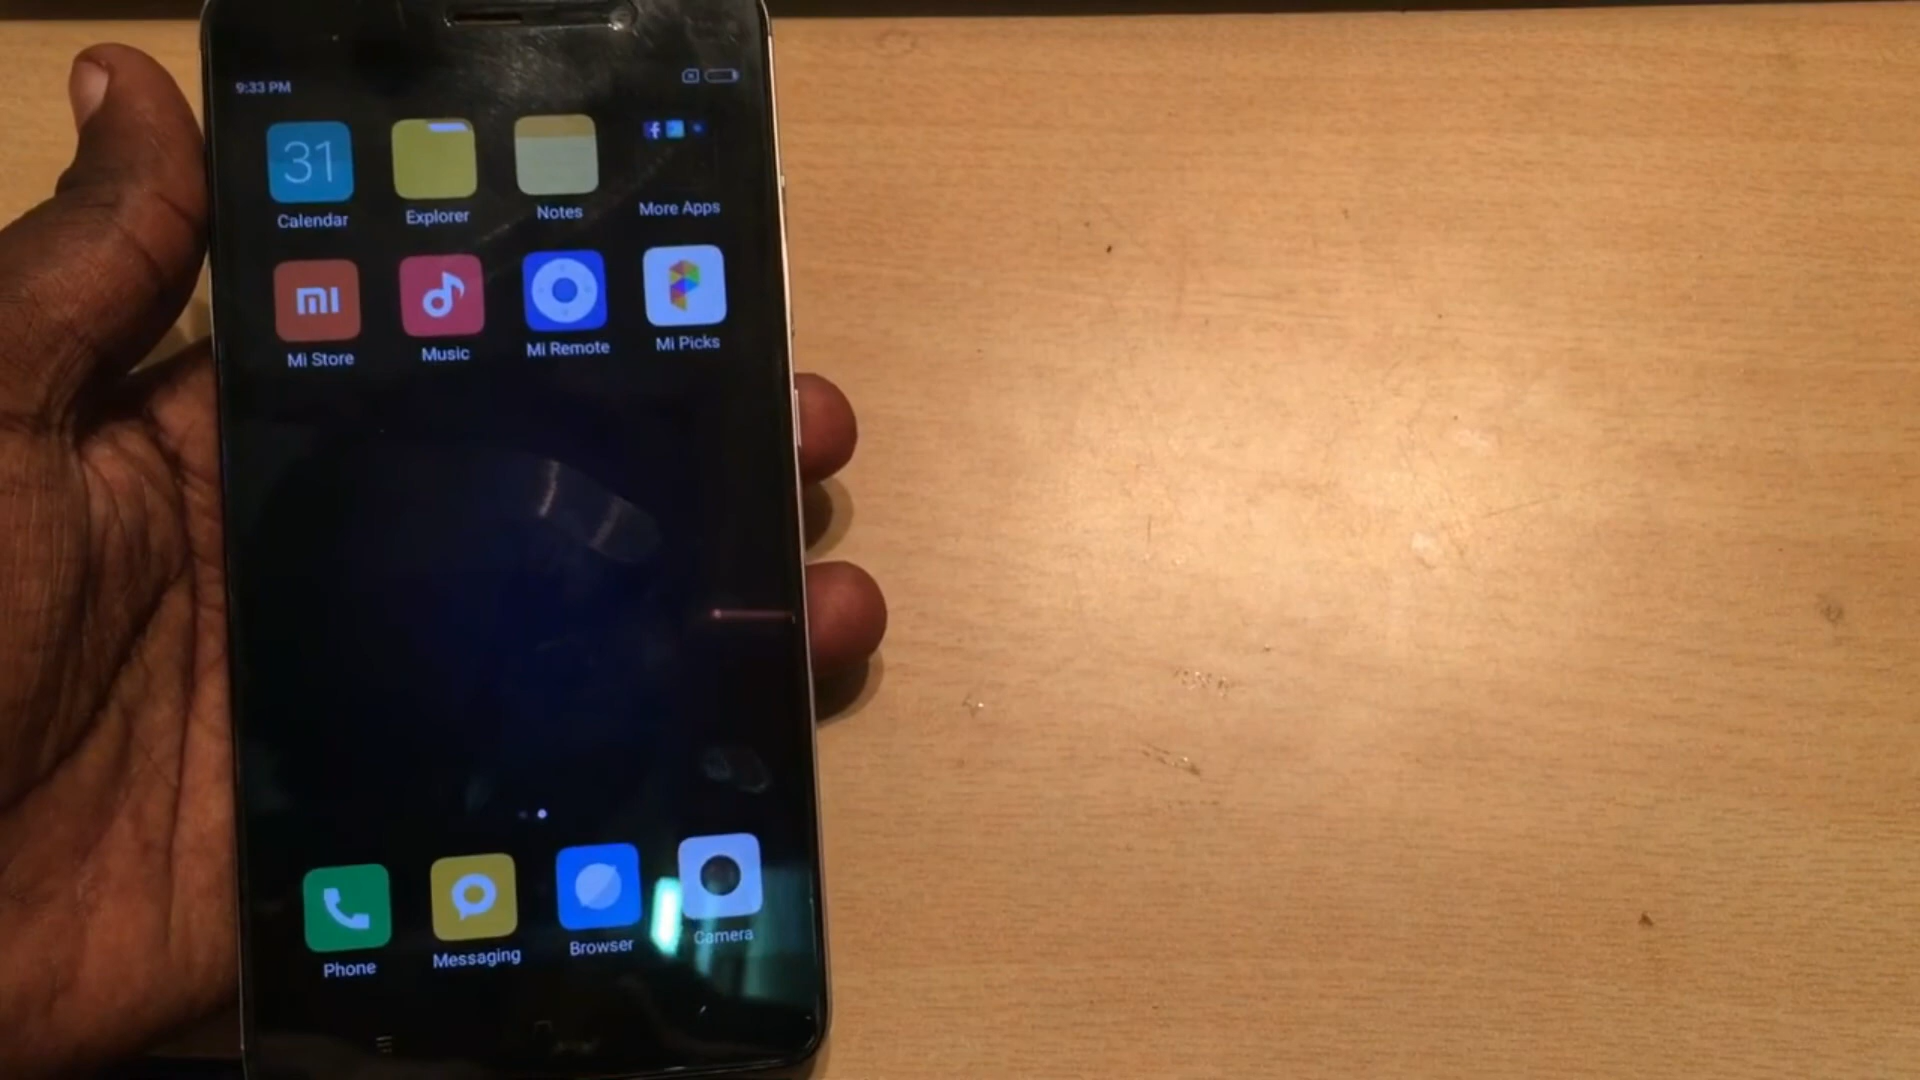 9:33 PM
31
Calendar
Explorer
Notes
f
More Apps
mi
Mi Store
Music
Mi Remote
Mi Picks
Phone
Messaging
Browser
Camera